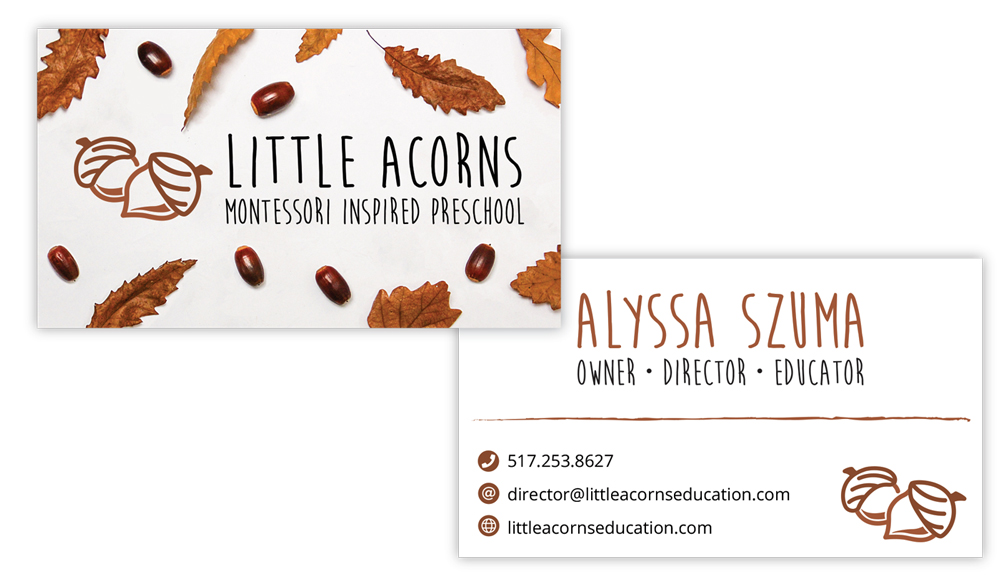 LITTLE ACORNS
MONTESSORI INSPIRED PRESCHOOL
ALYSSA SZUMA
OWNER • DIRECTOR • EDUCATOR
517.253.8627
director@littleacornseducation.com
littleacornseducation.com